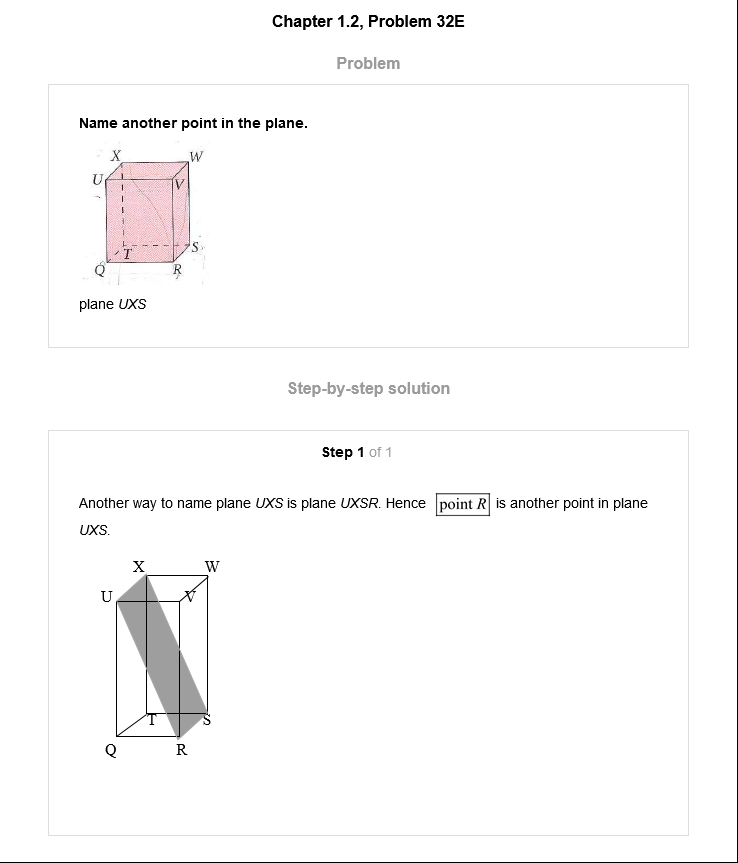 Chapter 1.2, Problem 32E
Problem
Name another point in the plane.
X W
U V
T S
Q R
plane UXS
Step-by-step solution
Step 1 of 1
Another way to name plane UXS is plane UXSR. Hence point R is another point in plane
UXS.
X W
U V
T S
Q R